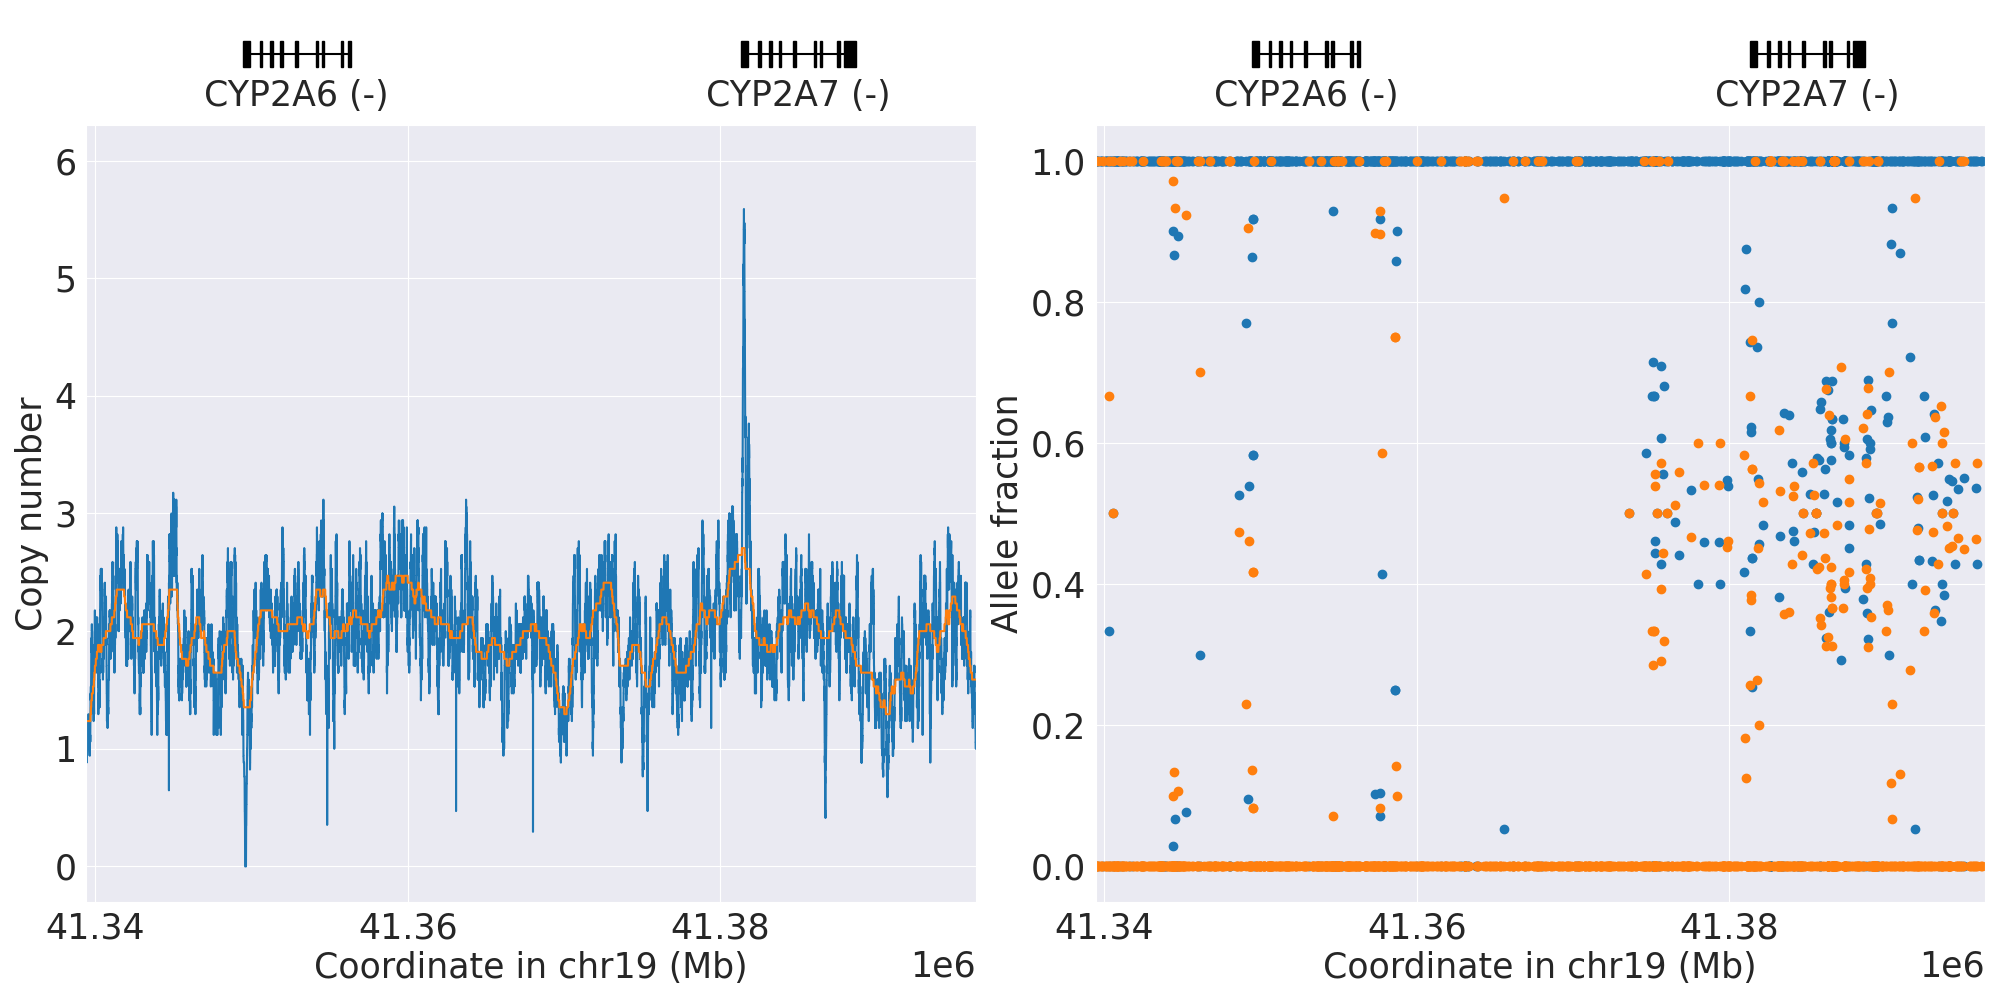 CYP2A6 (-) CYP2A7 (-)
6
5
4
3
2
1
0
Copy number
41.34 41.36 41.38
Coordinate in chr19 (Mb) 1e6
CYP2A6 (-) CYP2A7 (-)
1.0
0.8
0.6
0.4
0.2
0.0
Allele fraction
41.34 41.36 41.38
Coordinate in chr19 (Mb) 1e6